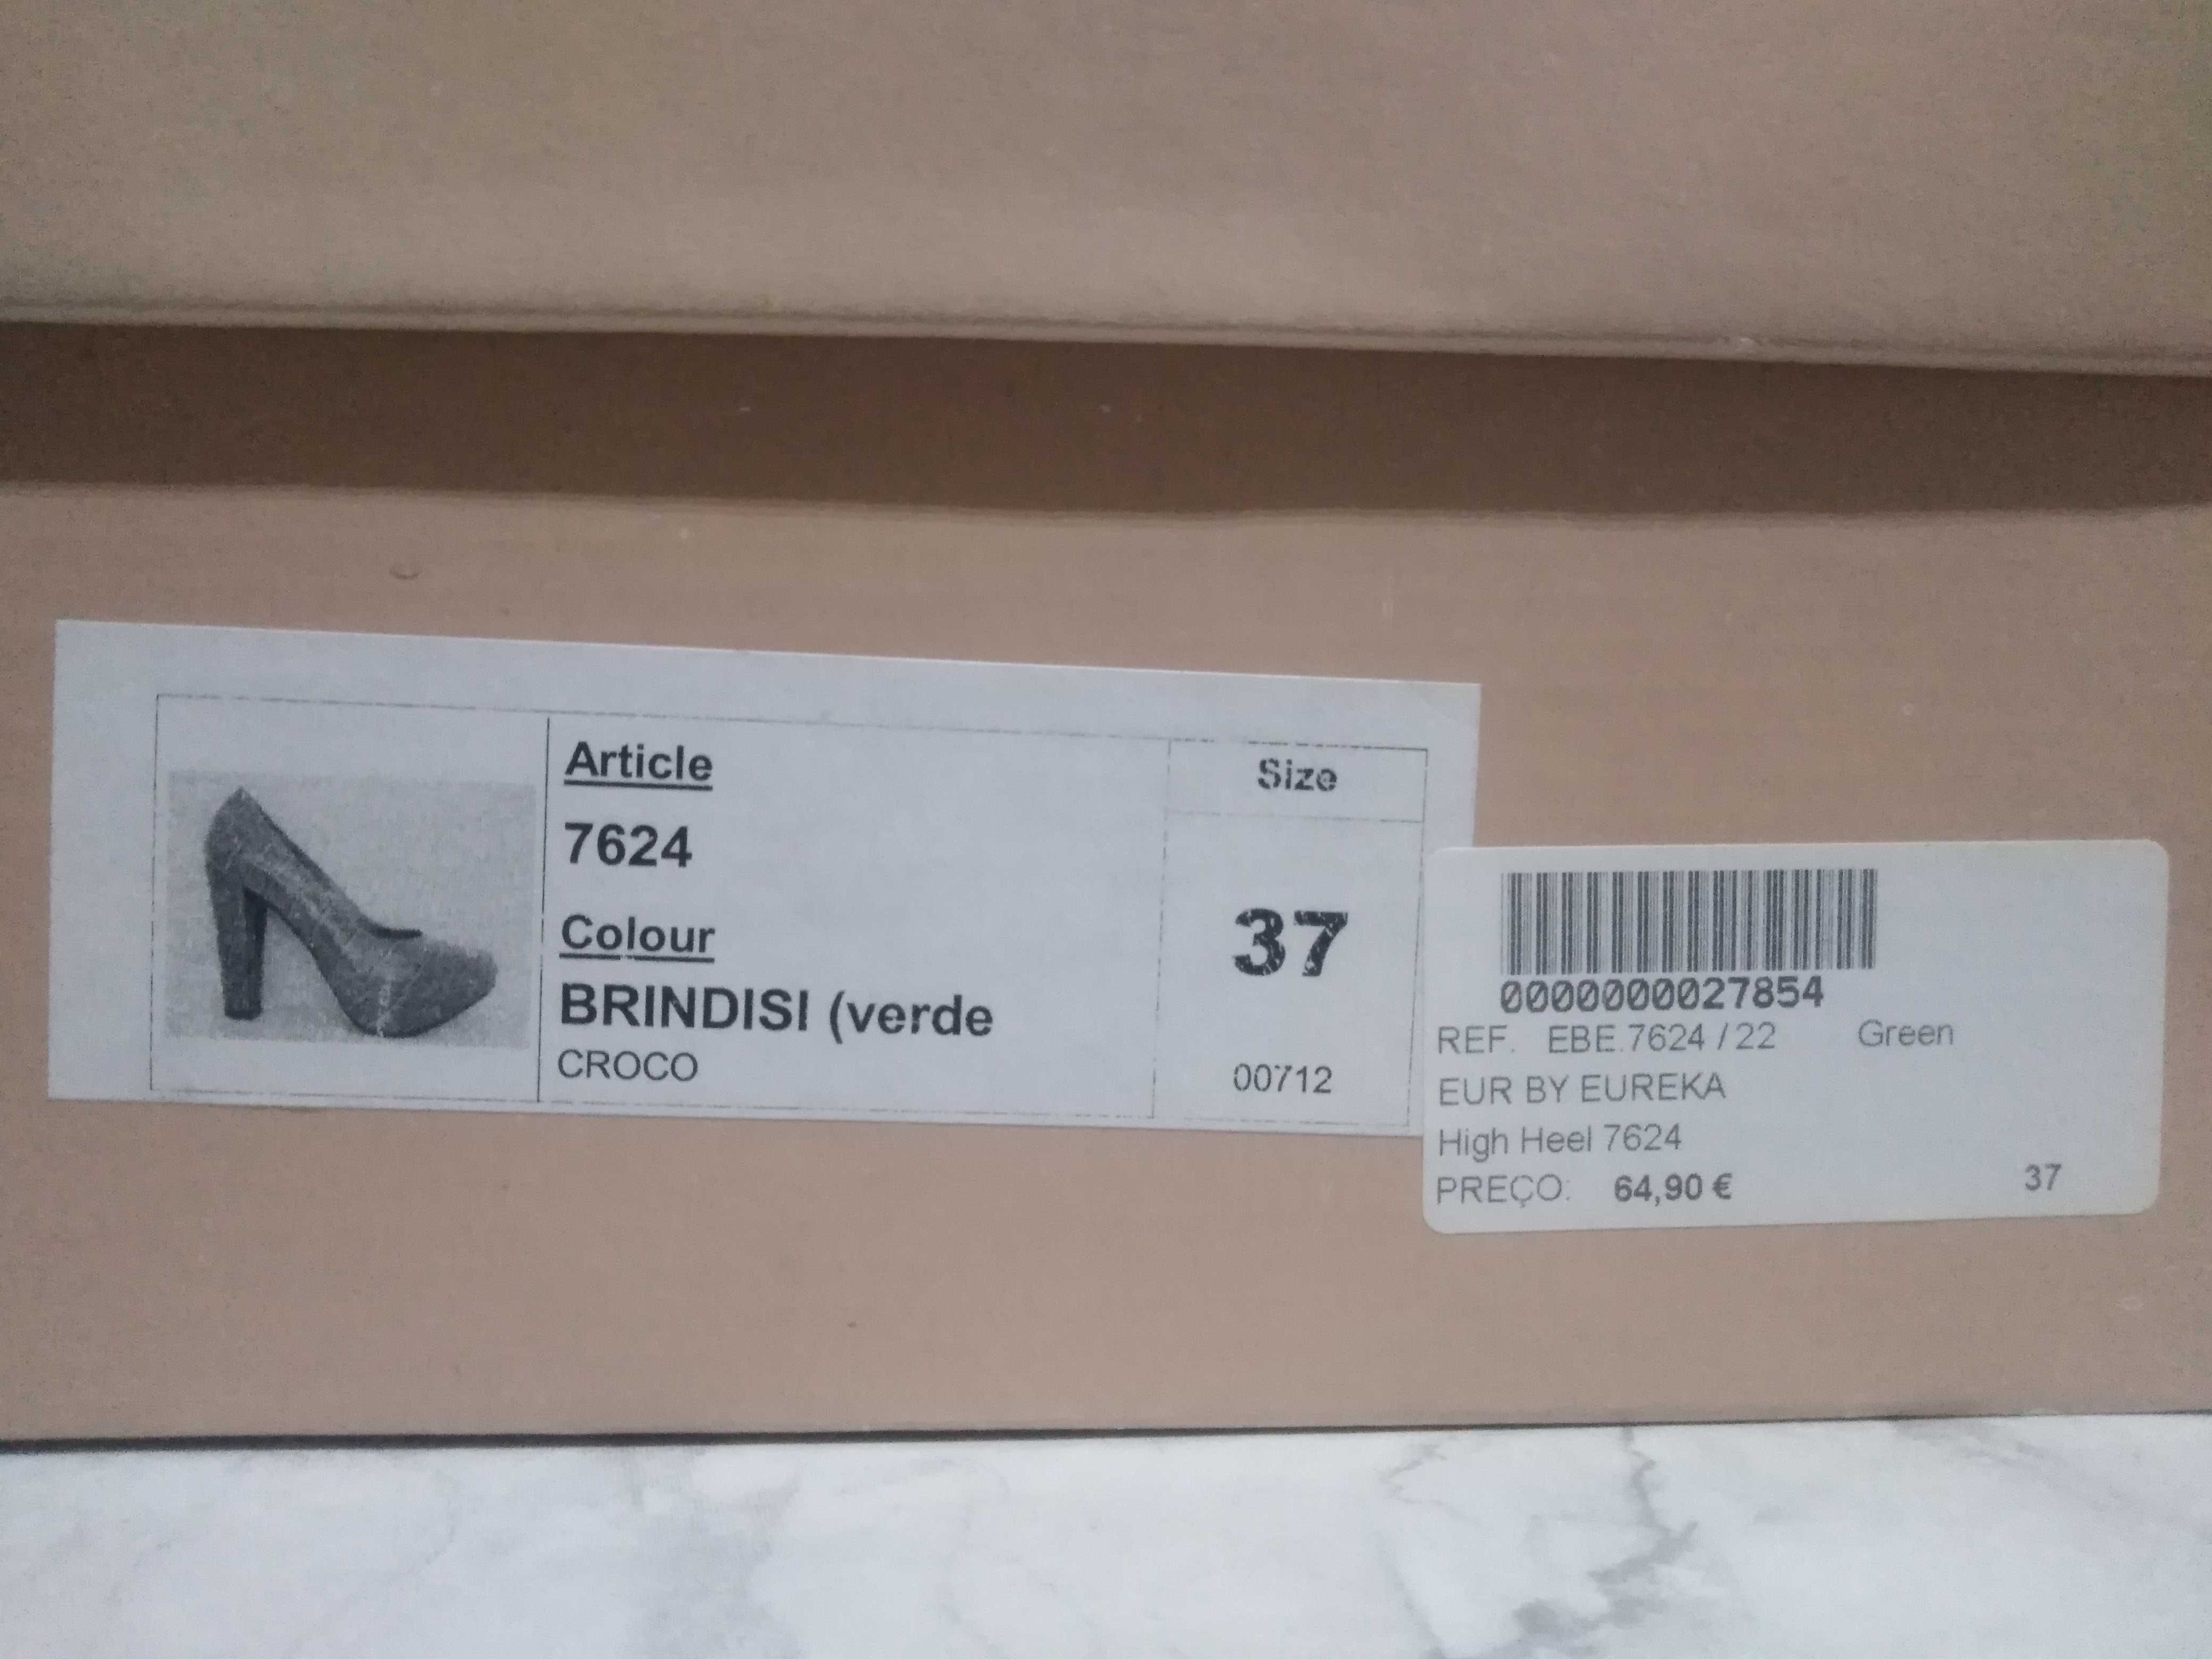 Article
7624
Colour
BRINDISI (verde
CROCO
Size
37
00712
0000000027854
REF. EBE.7624 / 22 Green
EUR BY EUREKA
High Heel 7624
PREÇO: 64,90 € 37